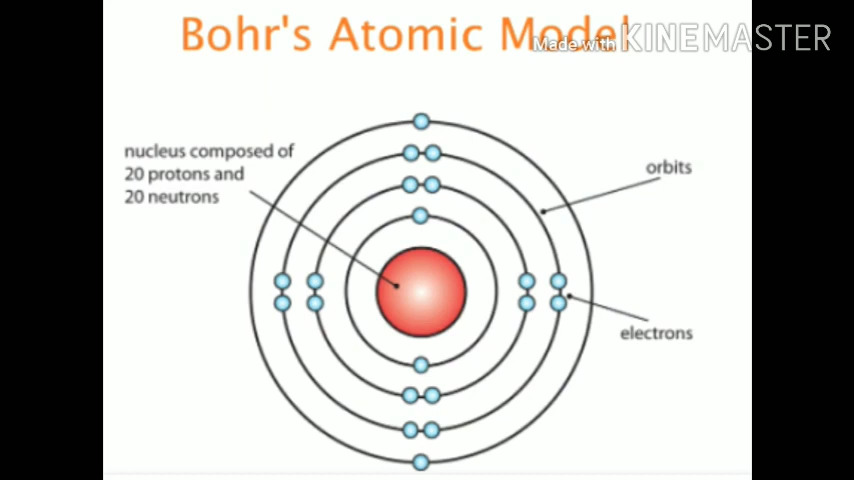 Bohr's Atomic Model
Made with KINEMASTER
nucleus composed of
20 protons and
20 neutrons
orbits
electrons